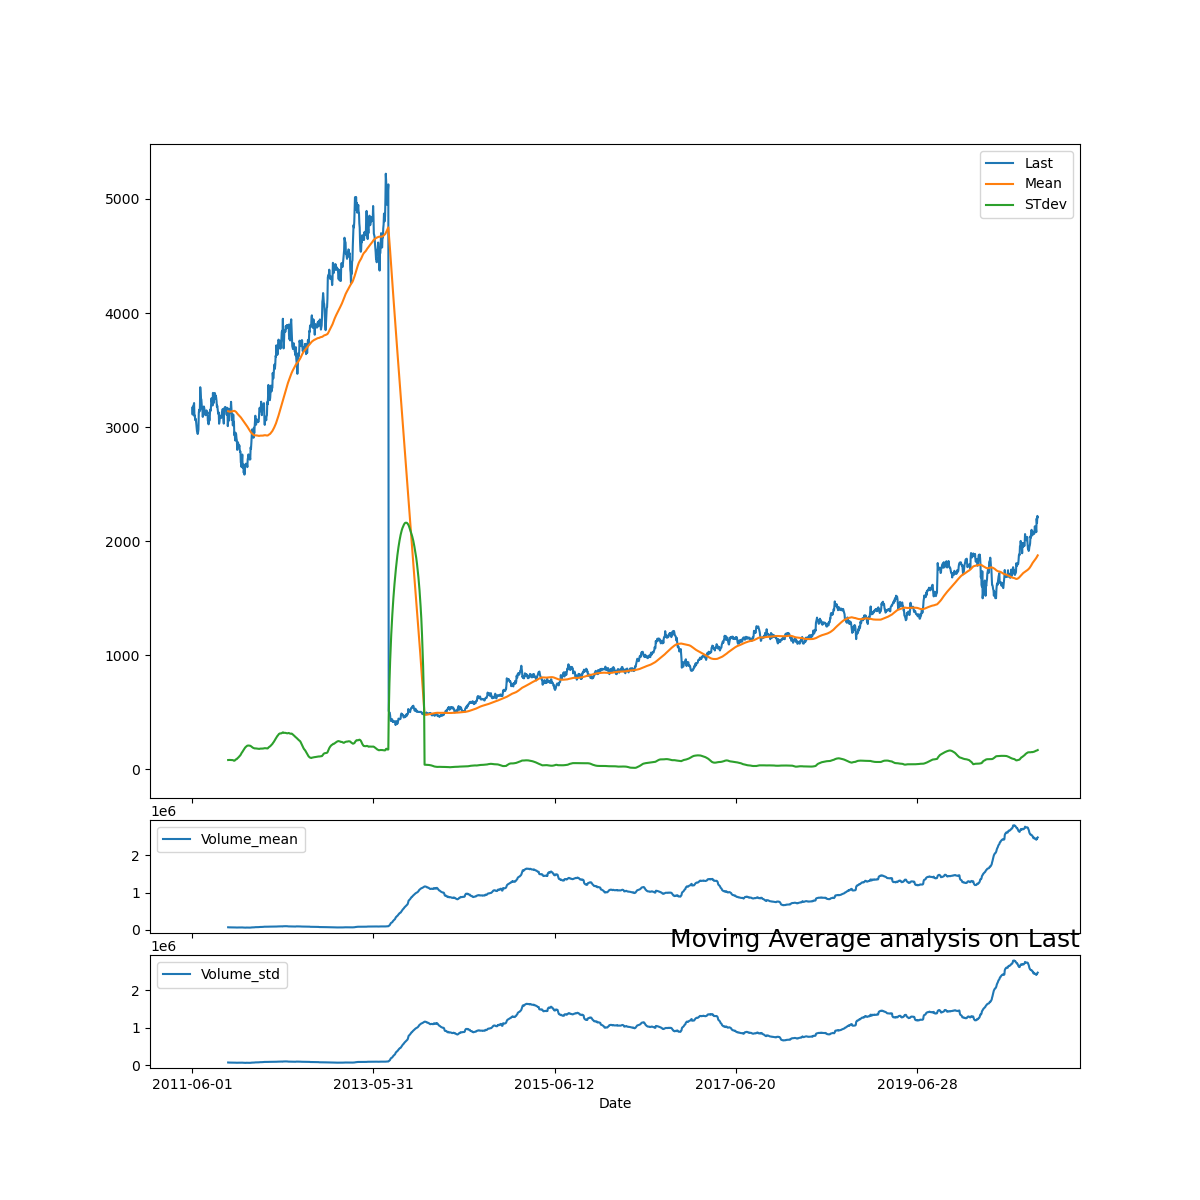 Last
Mean
STdev
5000
4000
3000
2000
1000
0
1e6
Volume_mean
2
1
0
Moving Average analysis on Last
1e6
Volume_std
2
1
0
2011-06-01 2013-05-31 2015-06-12 2017-06-20 2019-06-28
Date